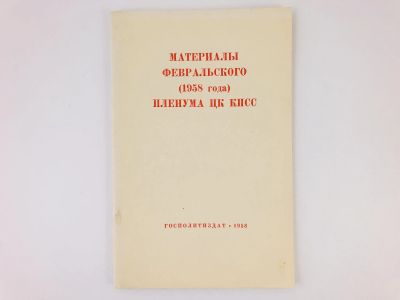 МАТЕРИАЛЫ
ФЕВРАЛЬСКОГО
(1958 года)
ПЛЕНУМА ЦК КПСС
ГОСПОЛИТИЗДАТ • 1958